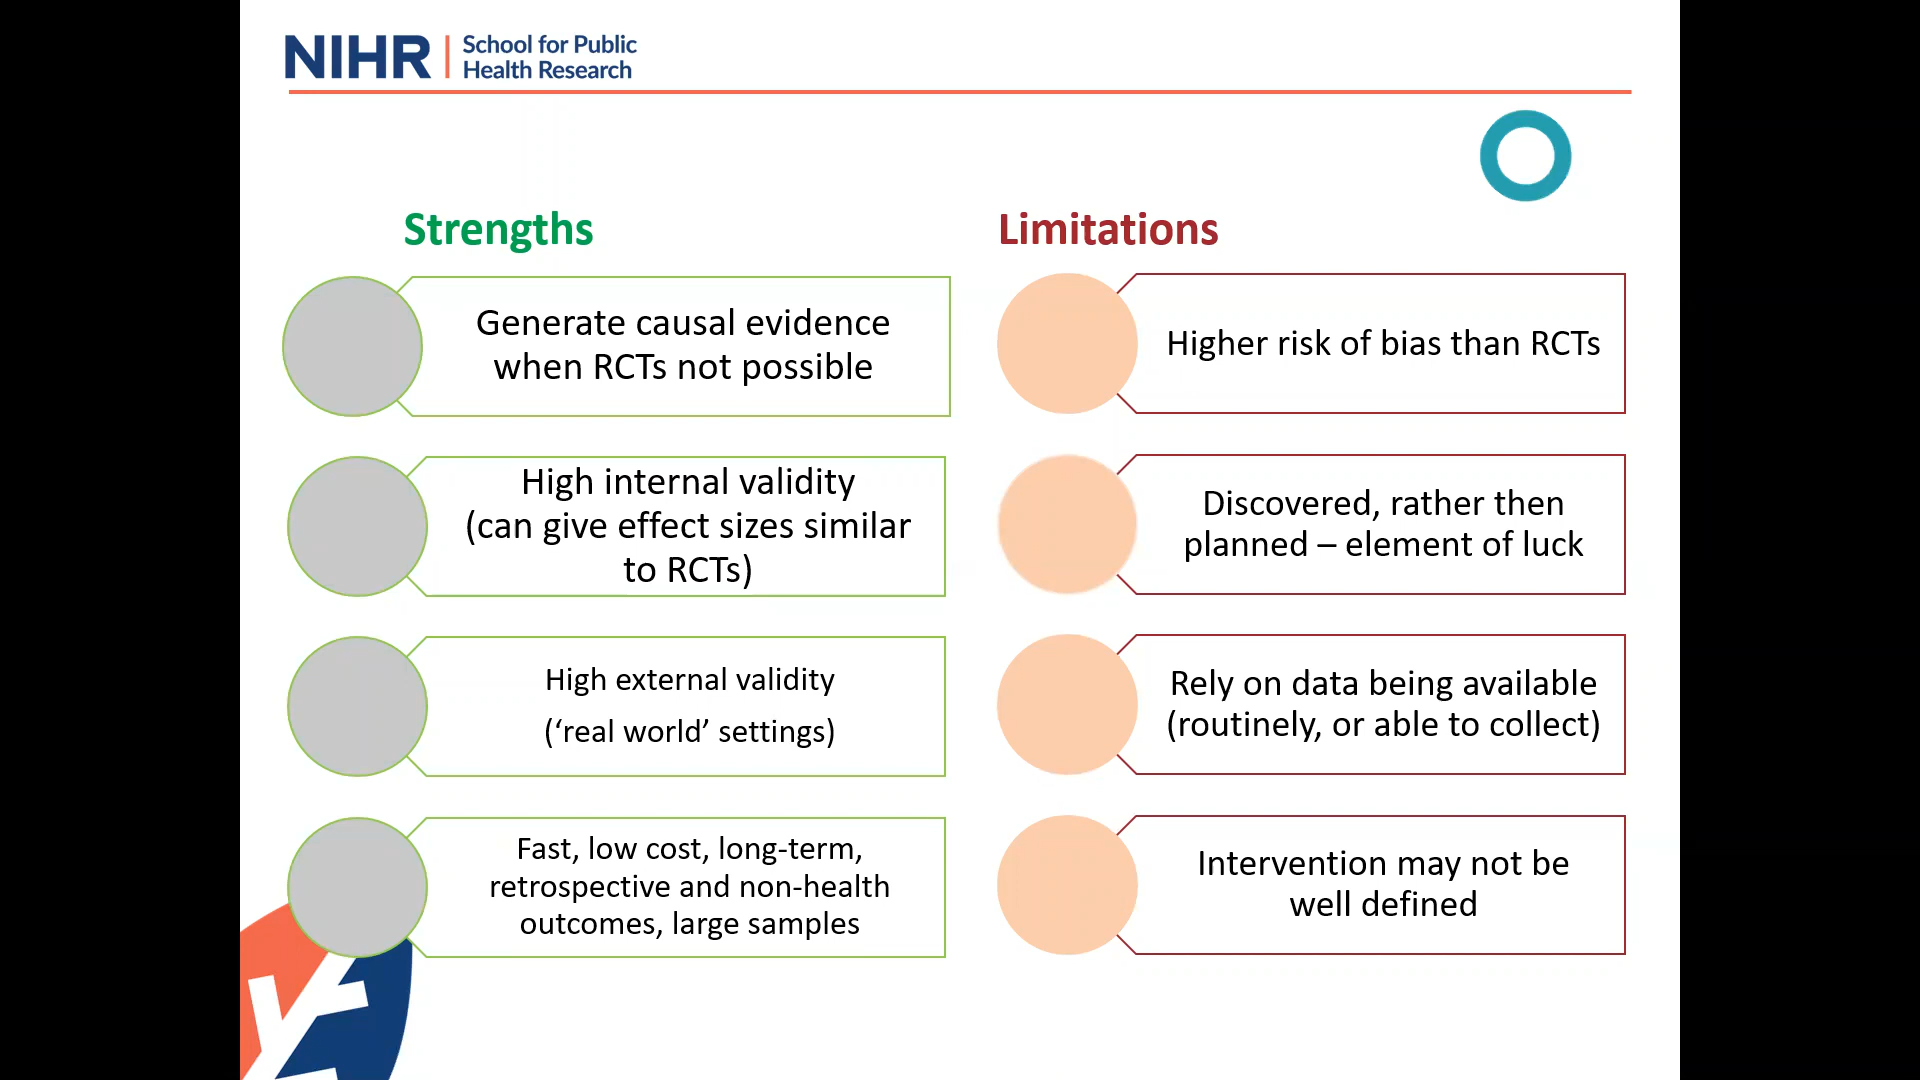 NIHR
School for Public
Health Research
Strengths
Generate causal evidence
when RCTs not possible
High internal validity
(can give effect sizes similar
to RCTs)
High external validity
(‘real world’ settings)
Fast, low cost, long-term,
retrospective and non-health
outcomes, large samples
Limitations
Higher risk of bias than RCTs
Discovered, rather then
planned – element of luck
Rely on data being available
(routinely, or able to collect)
Intervention may not be
well defined